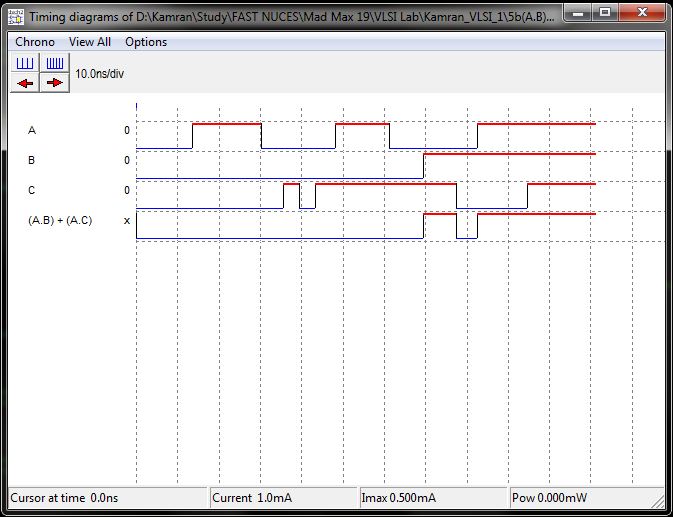 Timing diagrams of D:\Kamran\Study\FAST NUCES\Mad Max 19\VLSI Lab\Kamran_VLSI_1\5b(A.B)...
Chrono View All Options
10.0ns/div
A 0
B 0
C 0
(A.B) + (A.C) x
Cursor at time 0.0ns Current 1.0mA Imax 0.500mA Pow 0.000mW